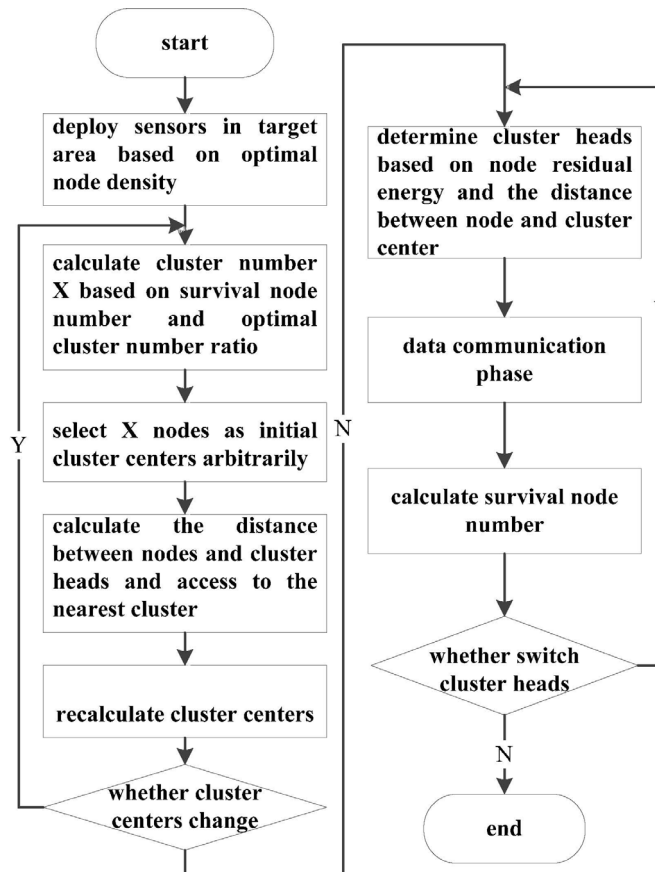 start
deploy sensors in target
area based on optimal
node density
calculate cluster number
X based on survival node
number and optimal
cluster number ratio
select X nodes as initial
cluster centers arbitrarily
Y
calculate the distance
between nodes and cluster
heads and access to the
nearest cluster
recalculate cluster centers
whether cluster
centers change
N
determine cluster heads
based on node residual
energy and the distance
between node and cluster
center
data communication
phase
calculate survival node
number
whether switch
cluster heads
N
end